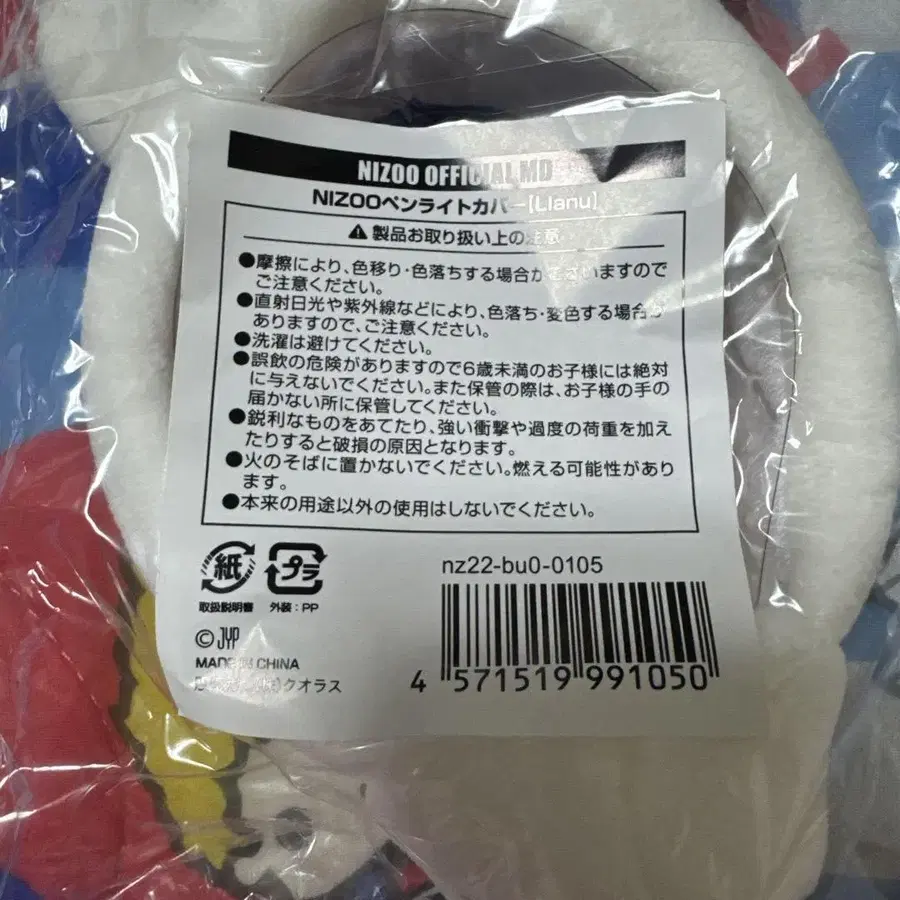 NIZOO OFFICIAL MD
NIZOOペンライトカバー【LIanu】
⚠ 製品お取り扱い上の注意
●摩擦により、色移り・色落ちする場合がございますので
ご注意ください。
●直射日光や紫外線などにより、色落ち・変色する場合が
ありますので、ご注意ください。
●洗濯は避けてください。
●誤飲の危険がありますので6歳未満のお子様には絶対
に与えないでください。また保管の際は、お子様の手の
届かない所に保管してください。
●鋭利なものをあてたり、強い衝撃や過度の荷重を加え
たりすると破損の原因となります。
●火のそばに置かないでください。燃える可能性があり
ます。
●本来の用途以外の使用はしないでください。
紙 プラ
取扱説明書 外装:PP
nz22-bu0-0105
©JYP
MADE IN CHINA
クオラス
4 571519 991050